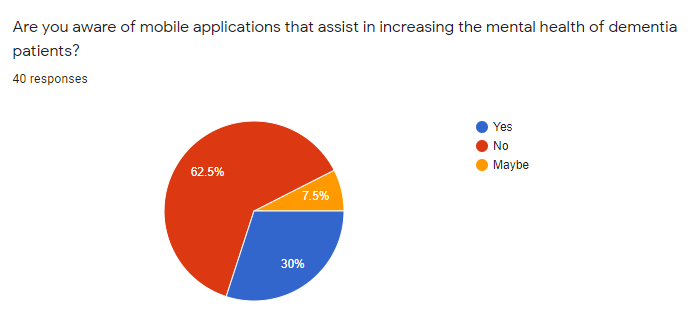 Are you aware of mobile applications that assist in increasing the mental health of dementia
patients?
40 responses
Yes
No
Maybe
62.5%
7.5%
30%